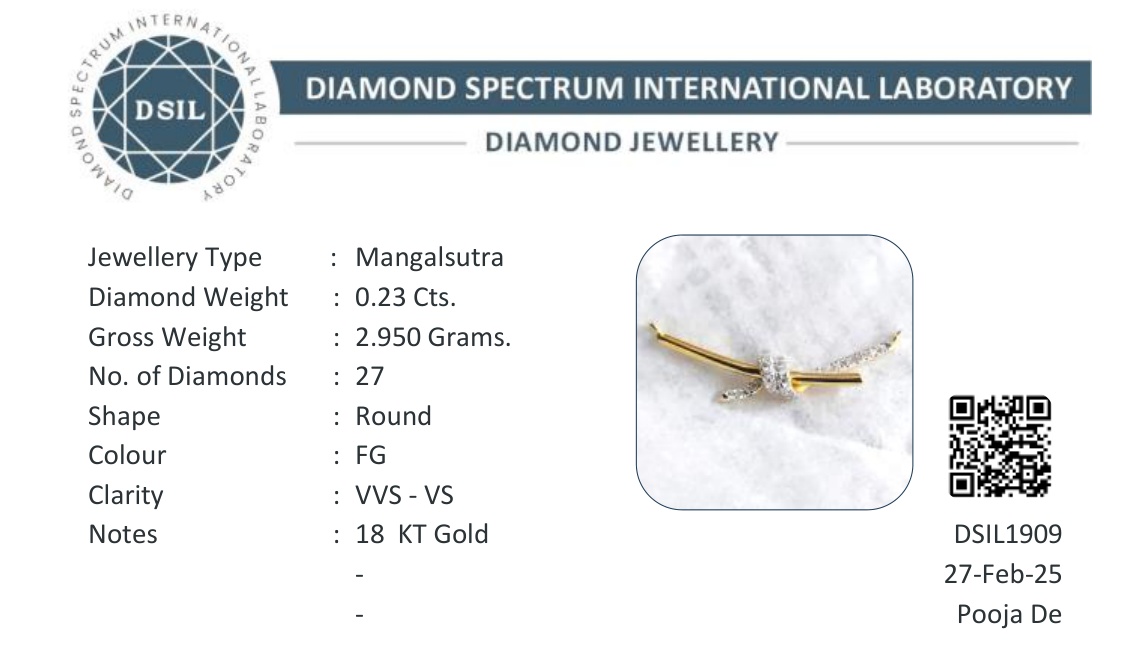 DIAMOND SPECTRUM INTERNATIONAL LABORATORY
DSIL
DIAMOND SPECTRUM INTERNATIONAL LABORATORY
DIAMOND JEWELLERY
Jewellery Type : Mangalsutra
Diamond Weight : 0.23 Cts.
Gross Weight : 2.950 Grams.
No. of Diamonds : 27
Shape : Round
Colour : FG
Clarity : VVS - VS
Notes : 18 KT Gold
-
-
DSIL1909
27-Feb-25
Pooja De